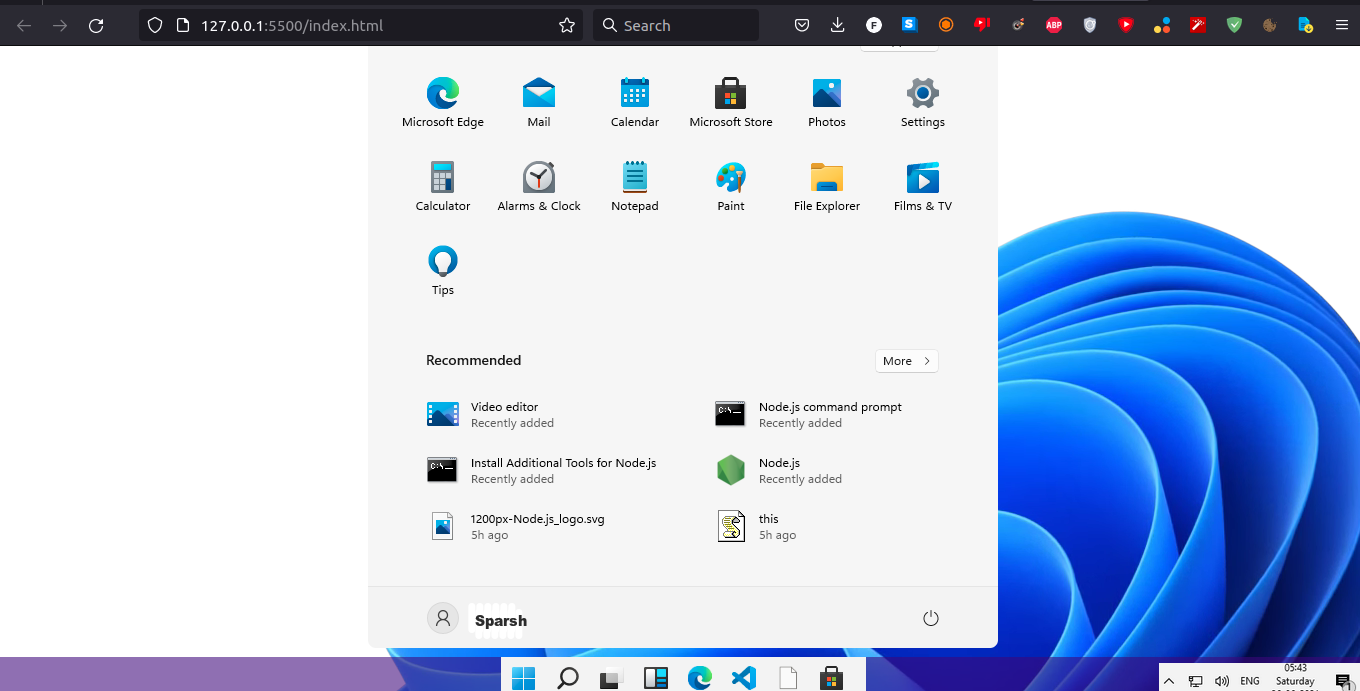 127.0.0.1:5500/index.html
Search
F
S
ABP
Microsoft Edge
Mail
Calendar
Microsoft Store
Photos
Settings
Calculator
Alarms & Clock
Notepad
Paint
File Explorer
Films & TV
Tips
Recommended
More
Video editor
Recently added
Node.js command prompt
Recently added
Install Additional Tools for Node.js
Recently added
Node.js
Recently added
1200px-Node.js_logo.svg
5h ago
this
5h ago
Sparsh
05:43
ENG
Saturday